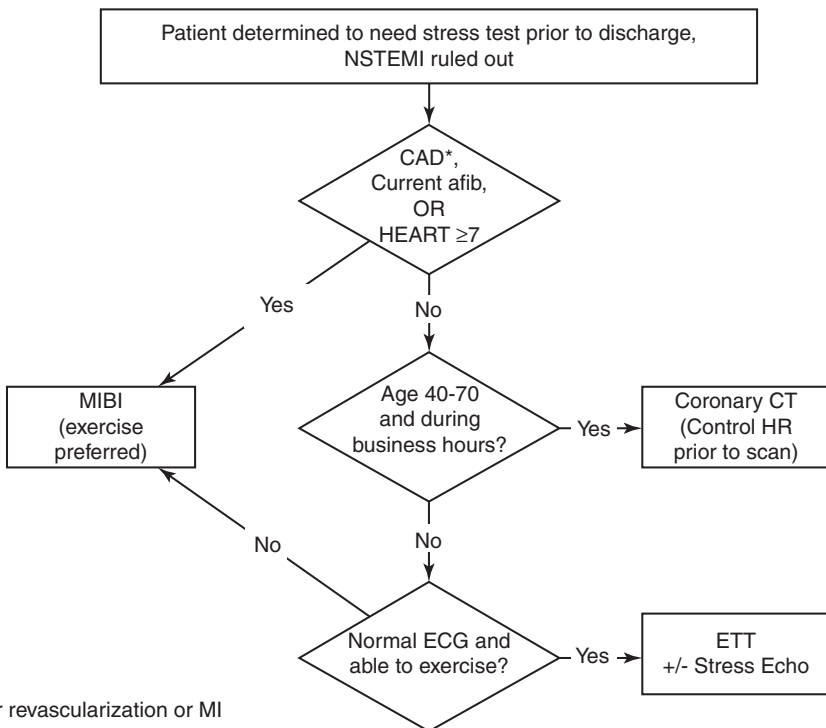 Patient determined to need stress test prior to discharge,
NSTEMI ruled out
CAD*,
Current afib,
OR
HEART ≥7
Yes
No
MIBI
(exercise
preferred)
Age 40-70
and during
business hours?
Yes
Coronary CT
(Control HR
prior to scan)
No
No
Normal ECG and
able to exercise?
Yes
ETT
+/- Stress Echo
revascularization or MI